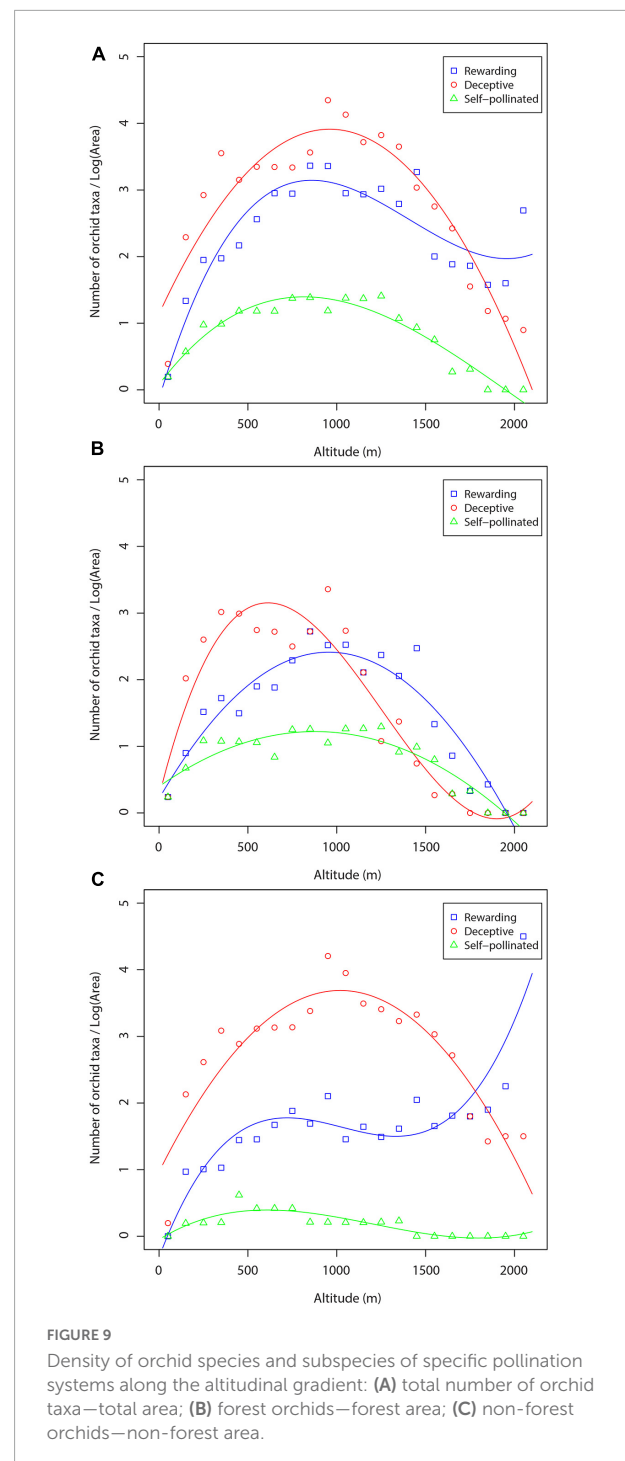 A
Number of orchid taxa / Log(Area)
5
4
3
2
1
0
Rewarding
Deceptive
Self−pollinated
0 500 1000 1500 2000
Altitude (m)
B
Number of orchid taxa / Log(Area)
5
4
3
2
1
0
Rewarding
Deceptive
Self−pollinated
0 500 1000 1500 2000
Altitude (m)
C
Number of orchid taxa / Log(Area)
5
4
3
2
1
0
Rewarding
Deceptive
Self−pollinated
0 500 1000 1500 2000
Altitude (m)
FIGURE 9
Density of orchid species and subspecies of specific pollination
systems along the altitudinal gradient: (A) total number of orchid
taxa—total area; (B) forest orchids—forest area; (C) non-forest
orchids—non-forest area.